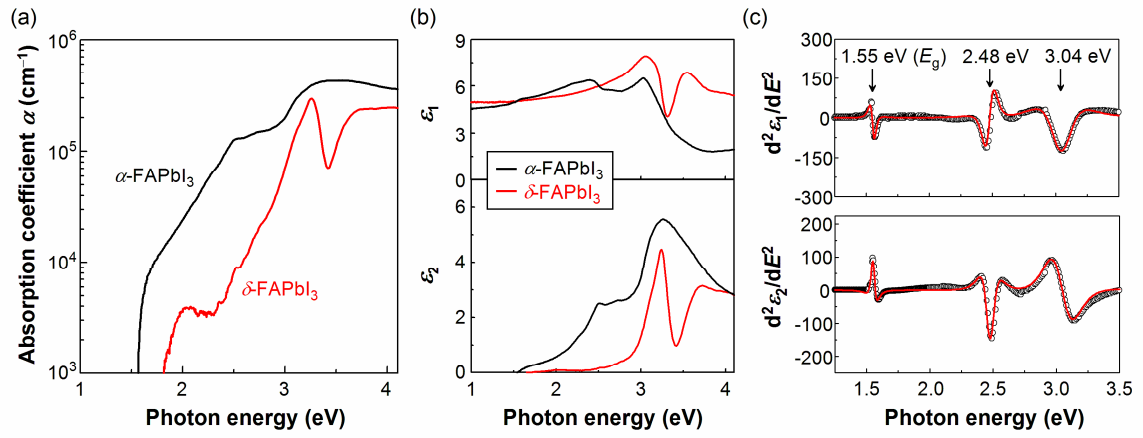 (a)
Absorption coefficient α (cm⁻¹)
10⁶
10⁵
10⁴
10³
α-FAPbI₃
δ-FAPbI₃
1 2 3 4
Photon energy (eV)
(b)
ε₁
9
6
3
0
α-FAPbI₃
δ-FAPbI₃
ε₂
6
4
2
0
1 2 3 4
Photon energy (eV)
(c)
d²ε₁/dE²
300
150
0
-150
-300
1.55 eV (Eg) 2.48 eV 3.04 eV
d²ε₂/dE²
200
100
0
-100
-200
1.5 2.0 2.5 3.0 3.5
Photon energy (eV)